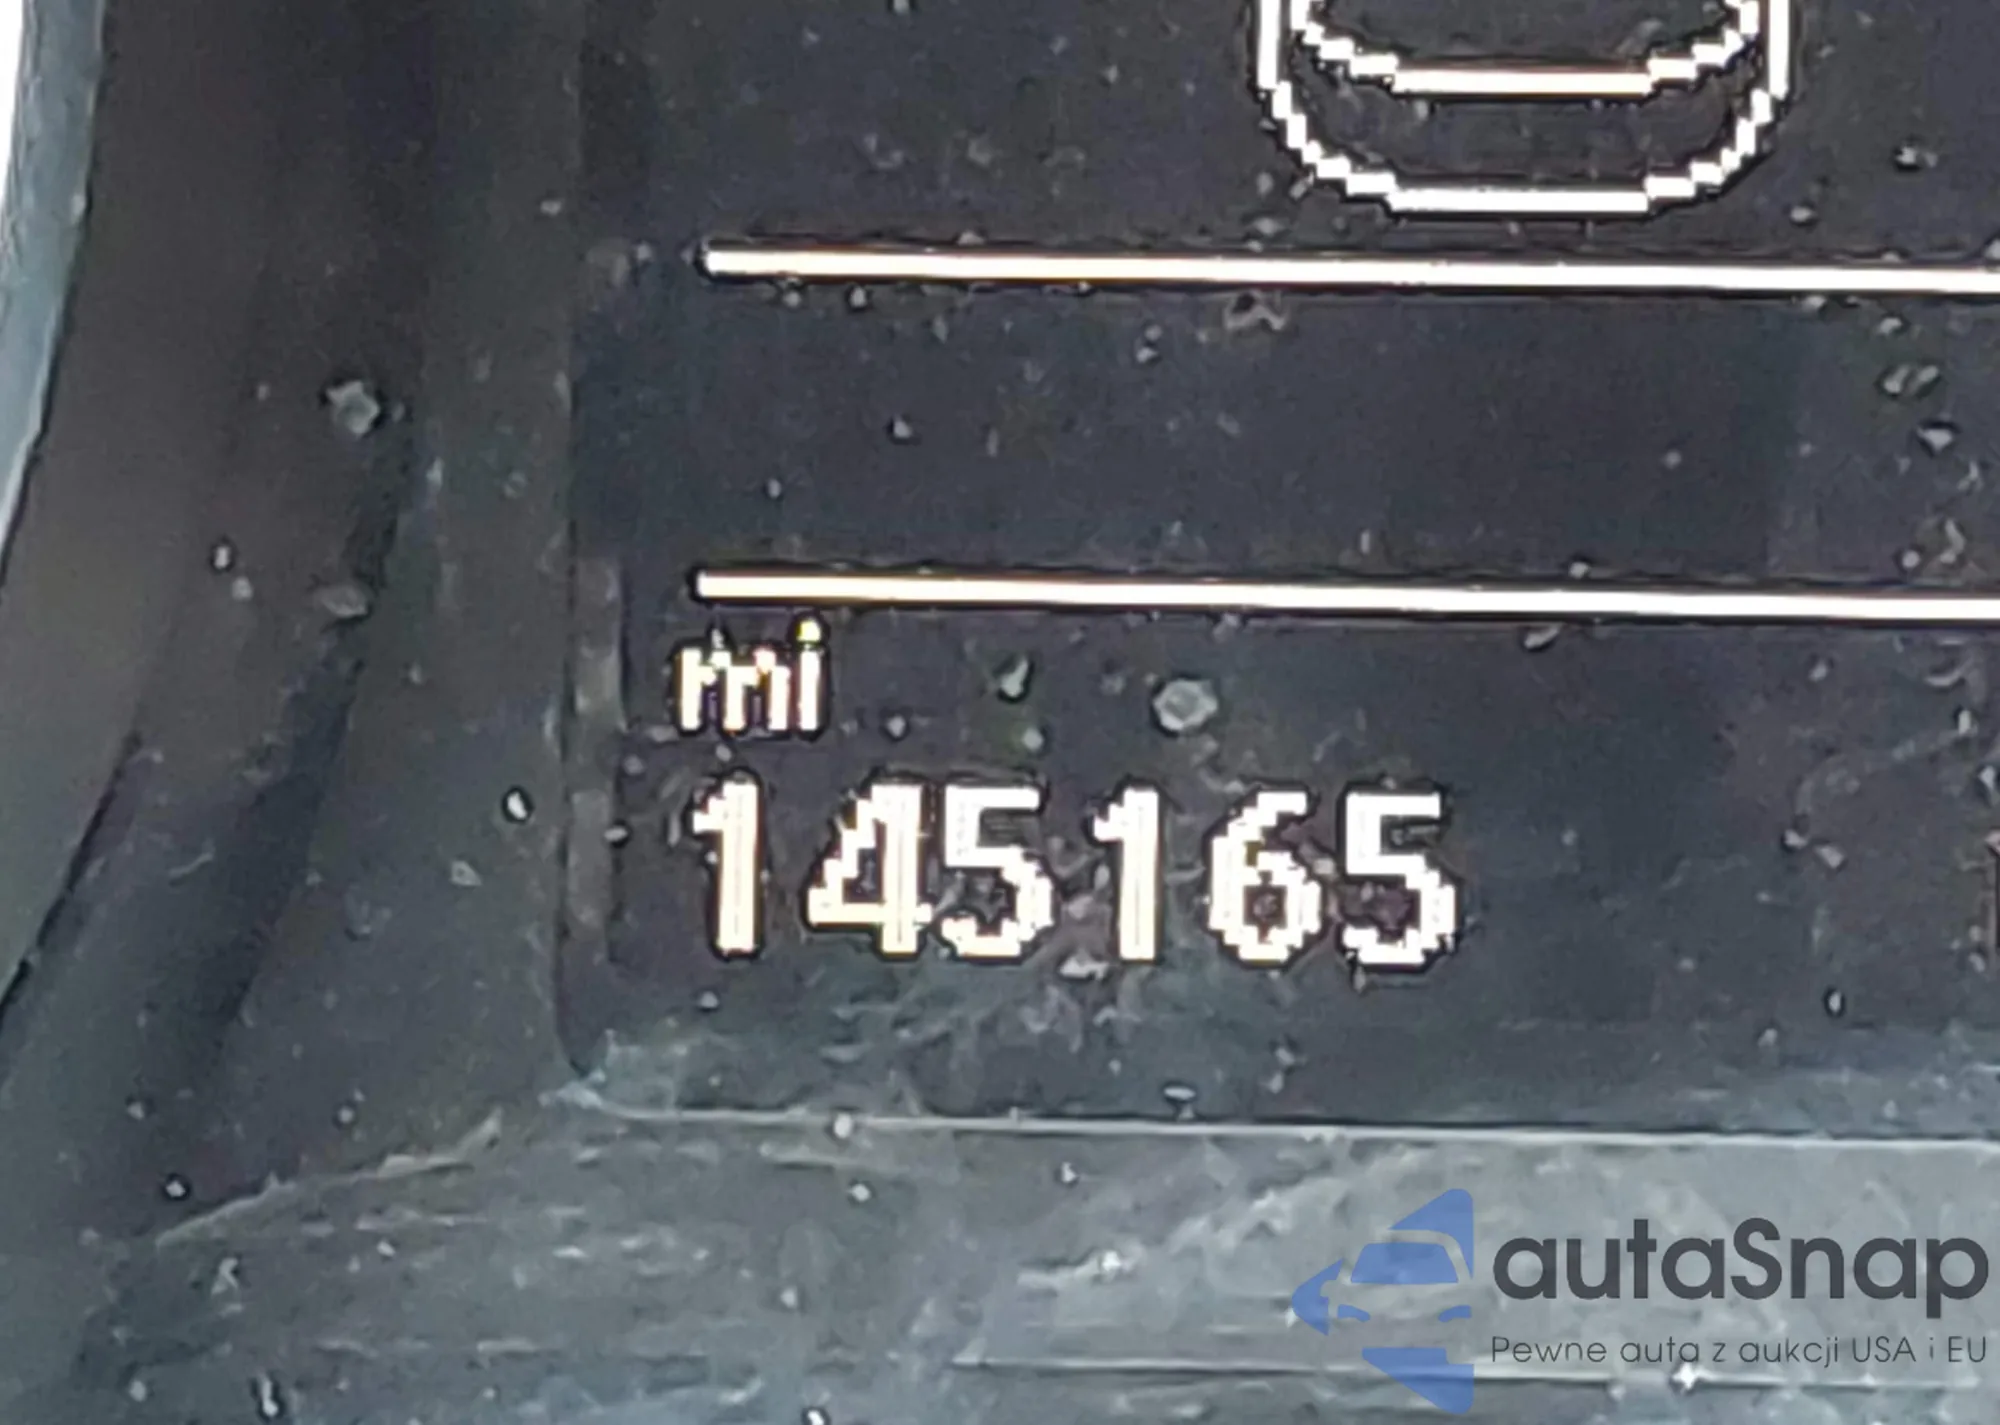 mi
145165
autaSnap
Pewne auta z aukcji USA i EU